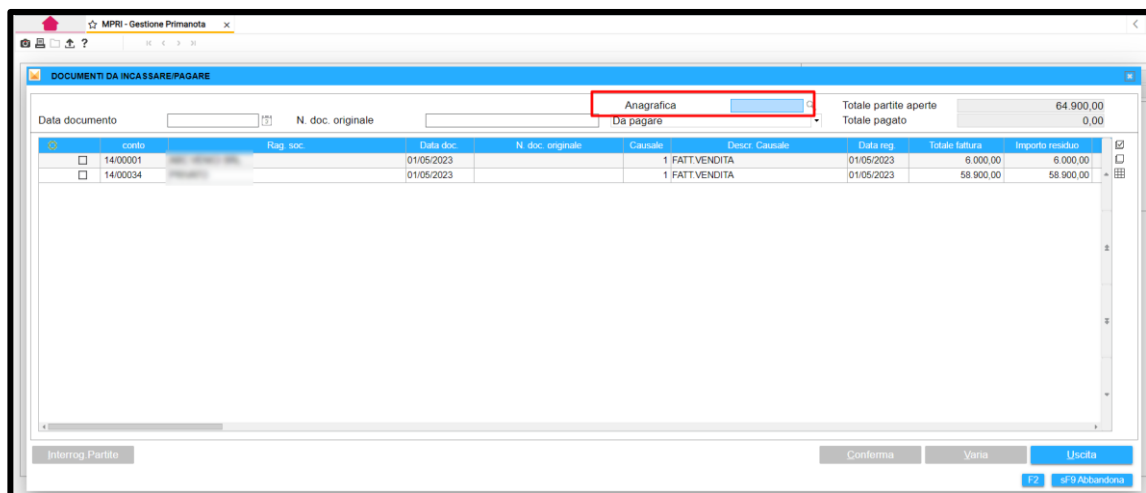 MPRI - Gestione Primanota x
?
DOCUMENTI DA INCASSARE/PAGARE
Anagrafica Totale partite aperte 64.900,00
Data documento N. doc. originale Da pagare Totale pagato 0,00
conto Rag. soc. Data doc. N. doc. originale Causale Descr. Causale Data reg. Totale fattura Importo residuo
14/00001 01/05/2023 1 FATT.VENDITA 01/05/2023 6.000,00 6.000,00
14/00034 01/05/2023 1 FATT.VENDITA 01/05/2023 58.900,00 58.900,00
Interrog.Partite Conferma Varia Uscita
F2 sF9 Abbandona